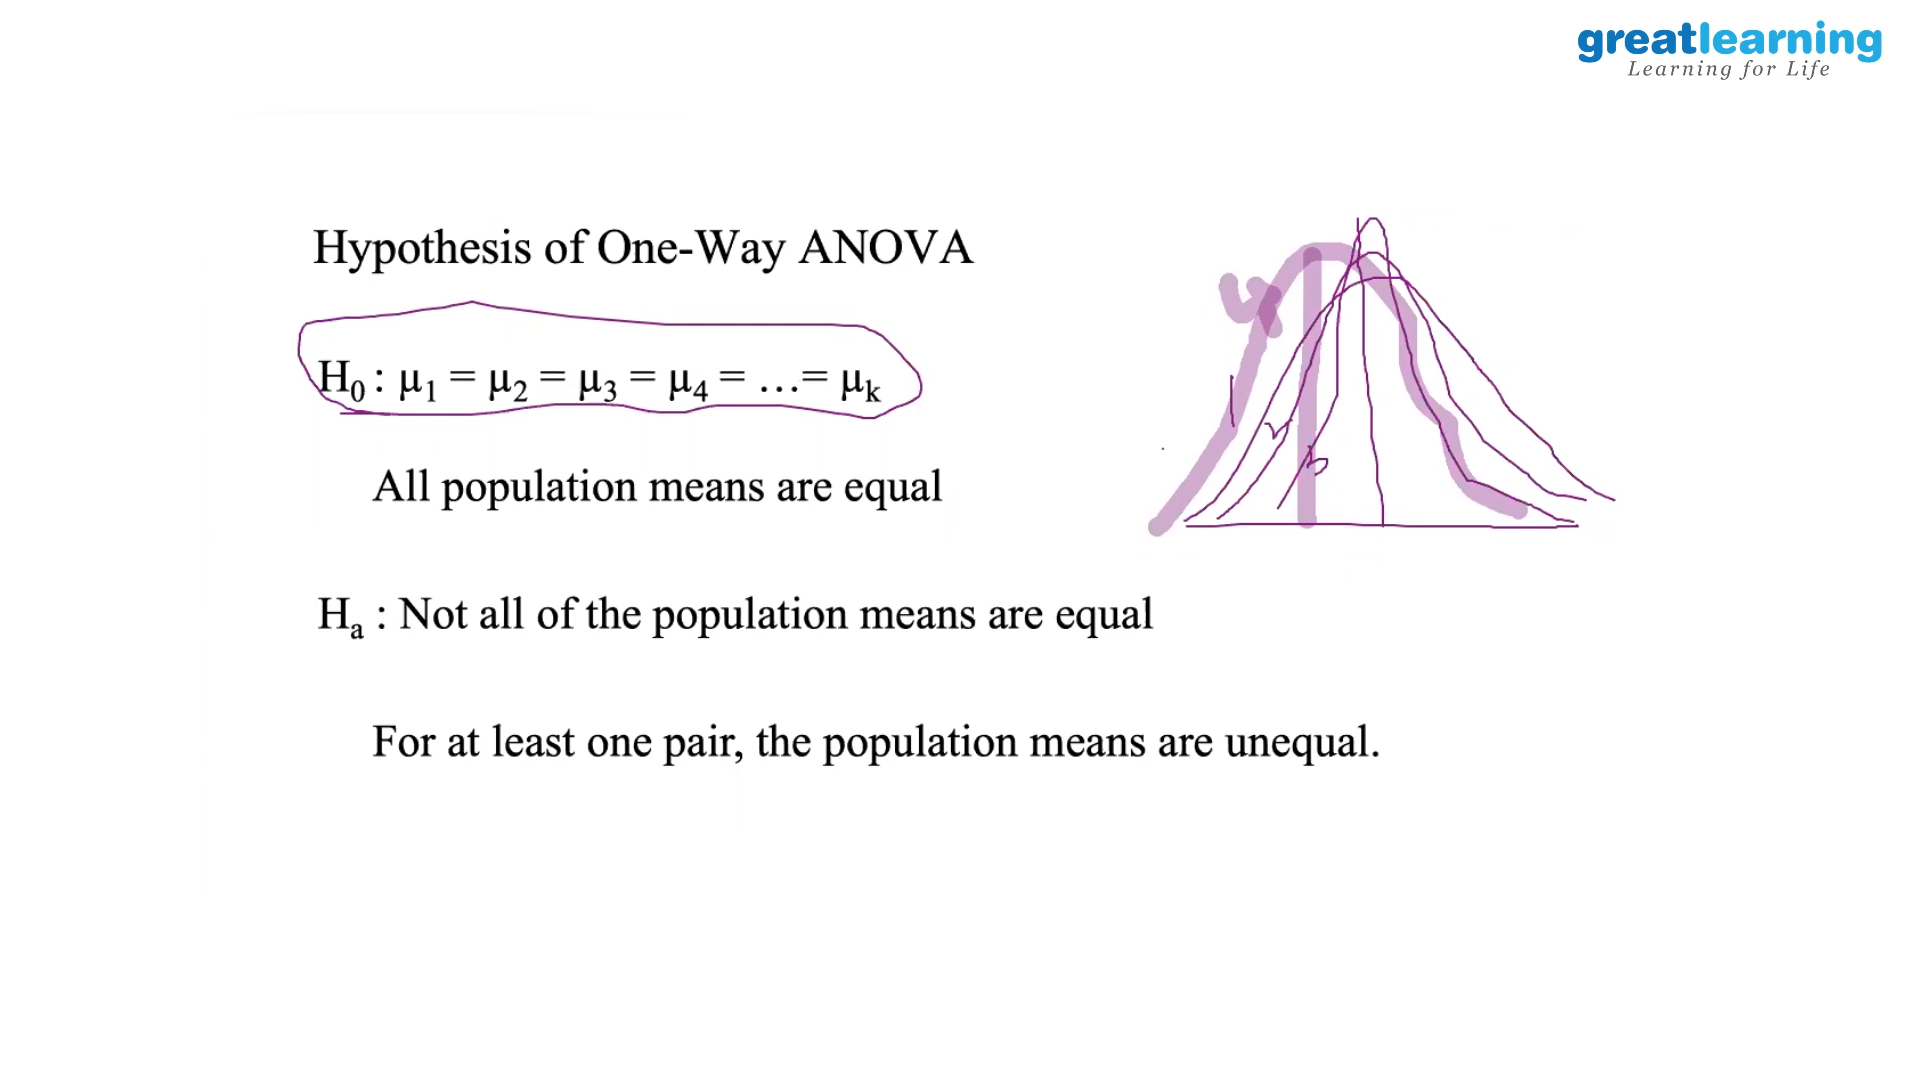 greatlearning
Learning for Life
Hypothesis of One-Way ANOVA
H₀ : μ₁ = μ₂ = μ₃ = μ₄ = …= μₖ
All population means are equal
Hₐ : Not all of the population means are equal
For at least one pair, the population means are unequal.
4
1